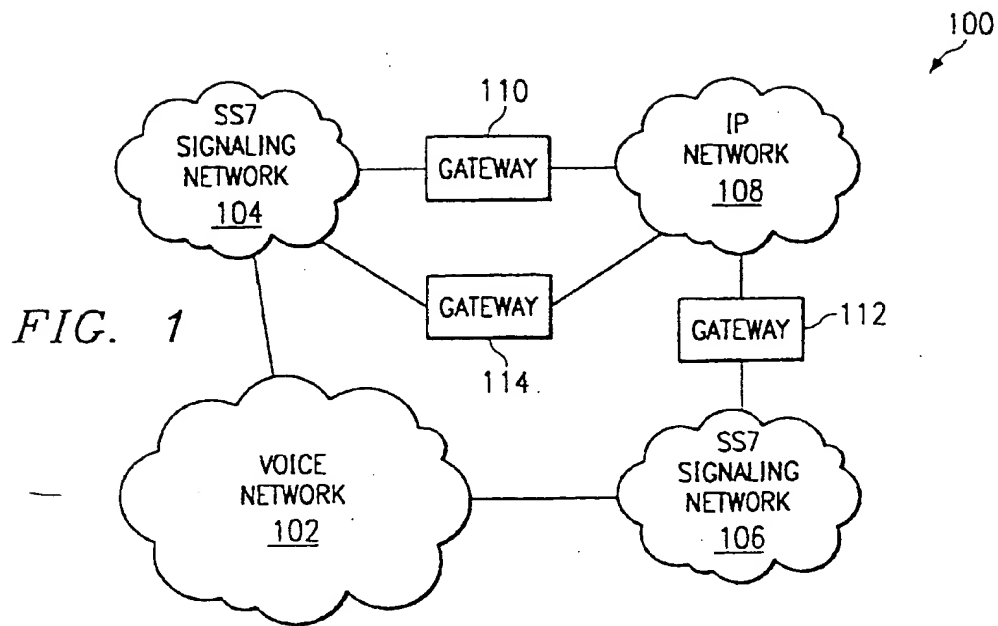 100
SS7
SIGNALING
NETWORK
104
110
GATEWAY
IP
NETWORK
108
GATEWAY
114
GATEWAY
112
FIG. 1
VOICE
NETWORK
102
SS7
SIGNALING
NETWORK
106